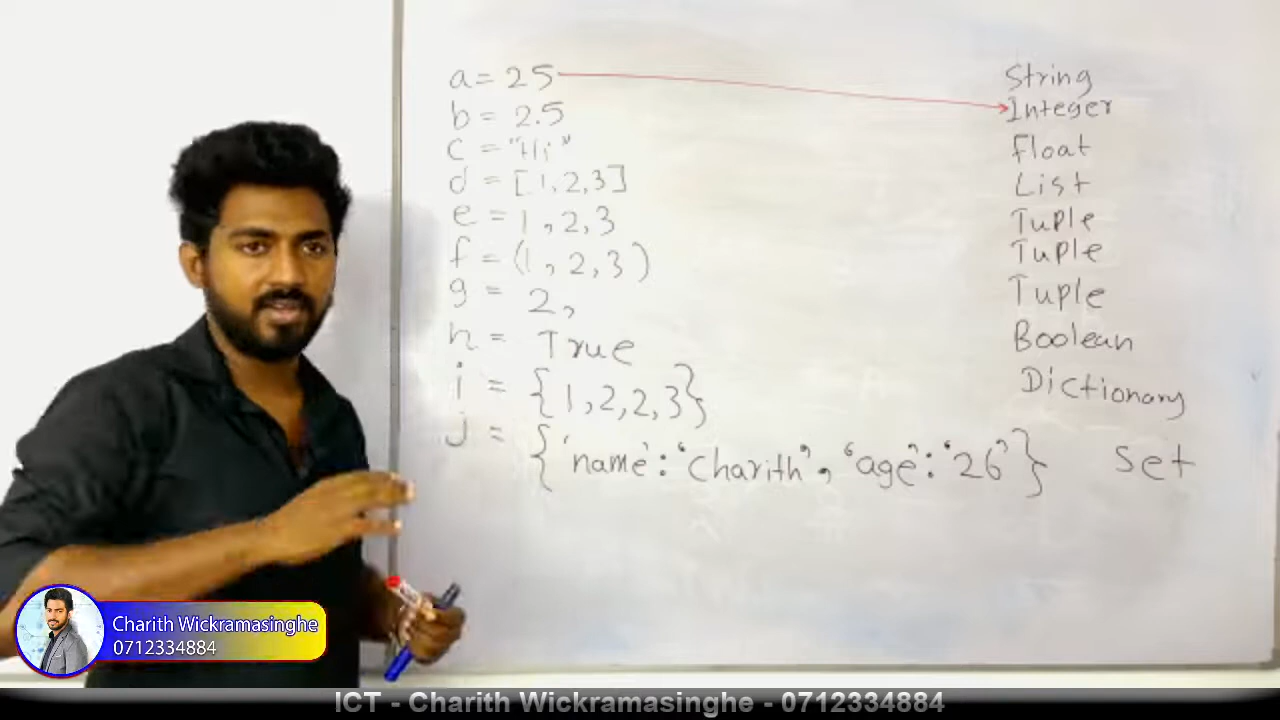 a = 25 String
b = 2.5 Integer
c = "Hi" Float
d = [1,2,3] List
e = 1, 2, 3 Tuple
f = (1, 2, 3) Tuple
g = 2, Tuple
h = True Boolean
i = {1,2,2,3} Dictionary
j = {'name': 'Charith', 'age': '26'} Set
Charith Wickramasinghe
0712334884
ICT - Charith Wickramasinghe - 0712334884